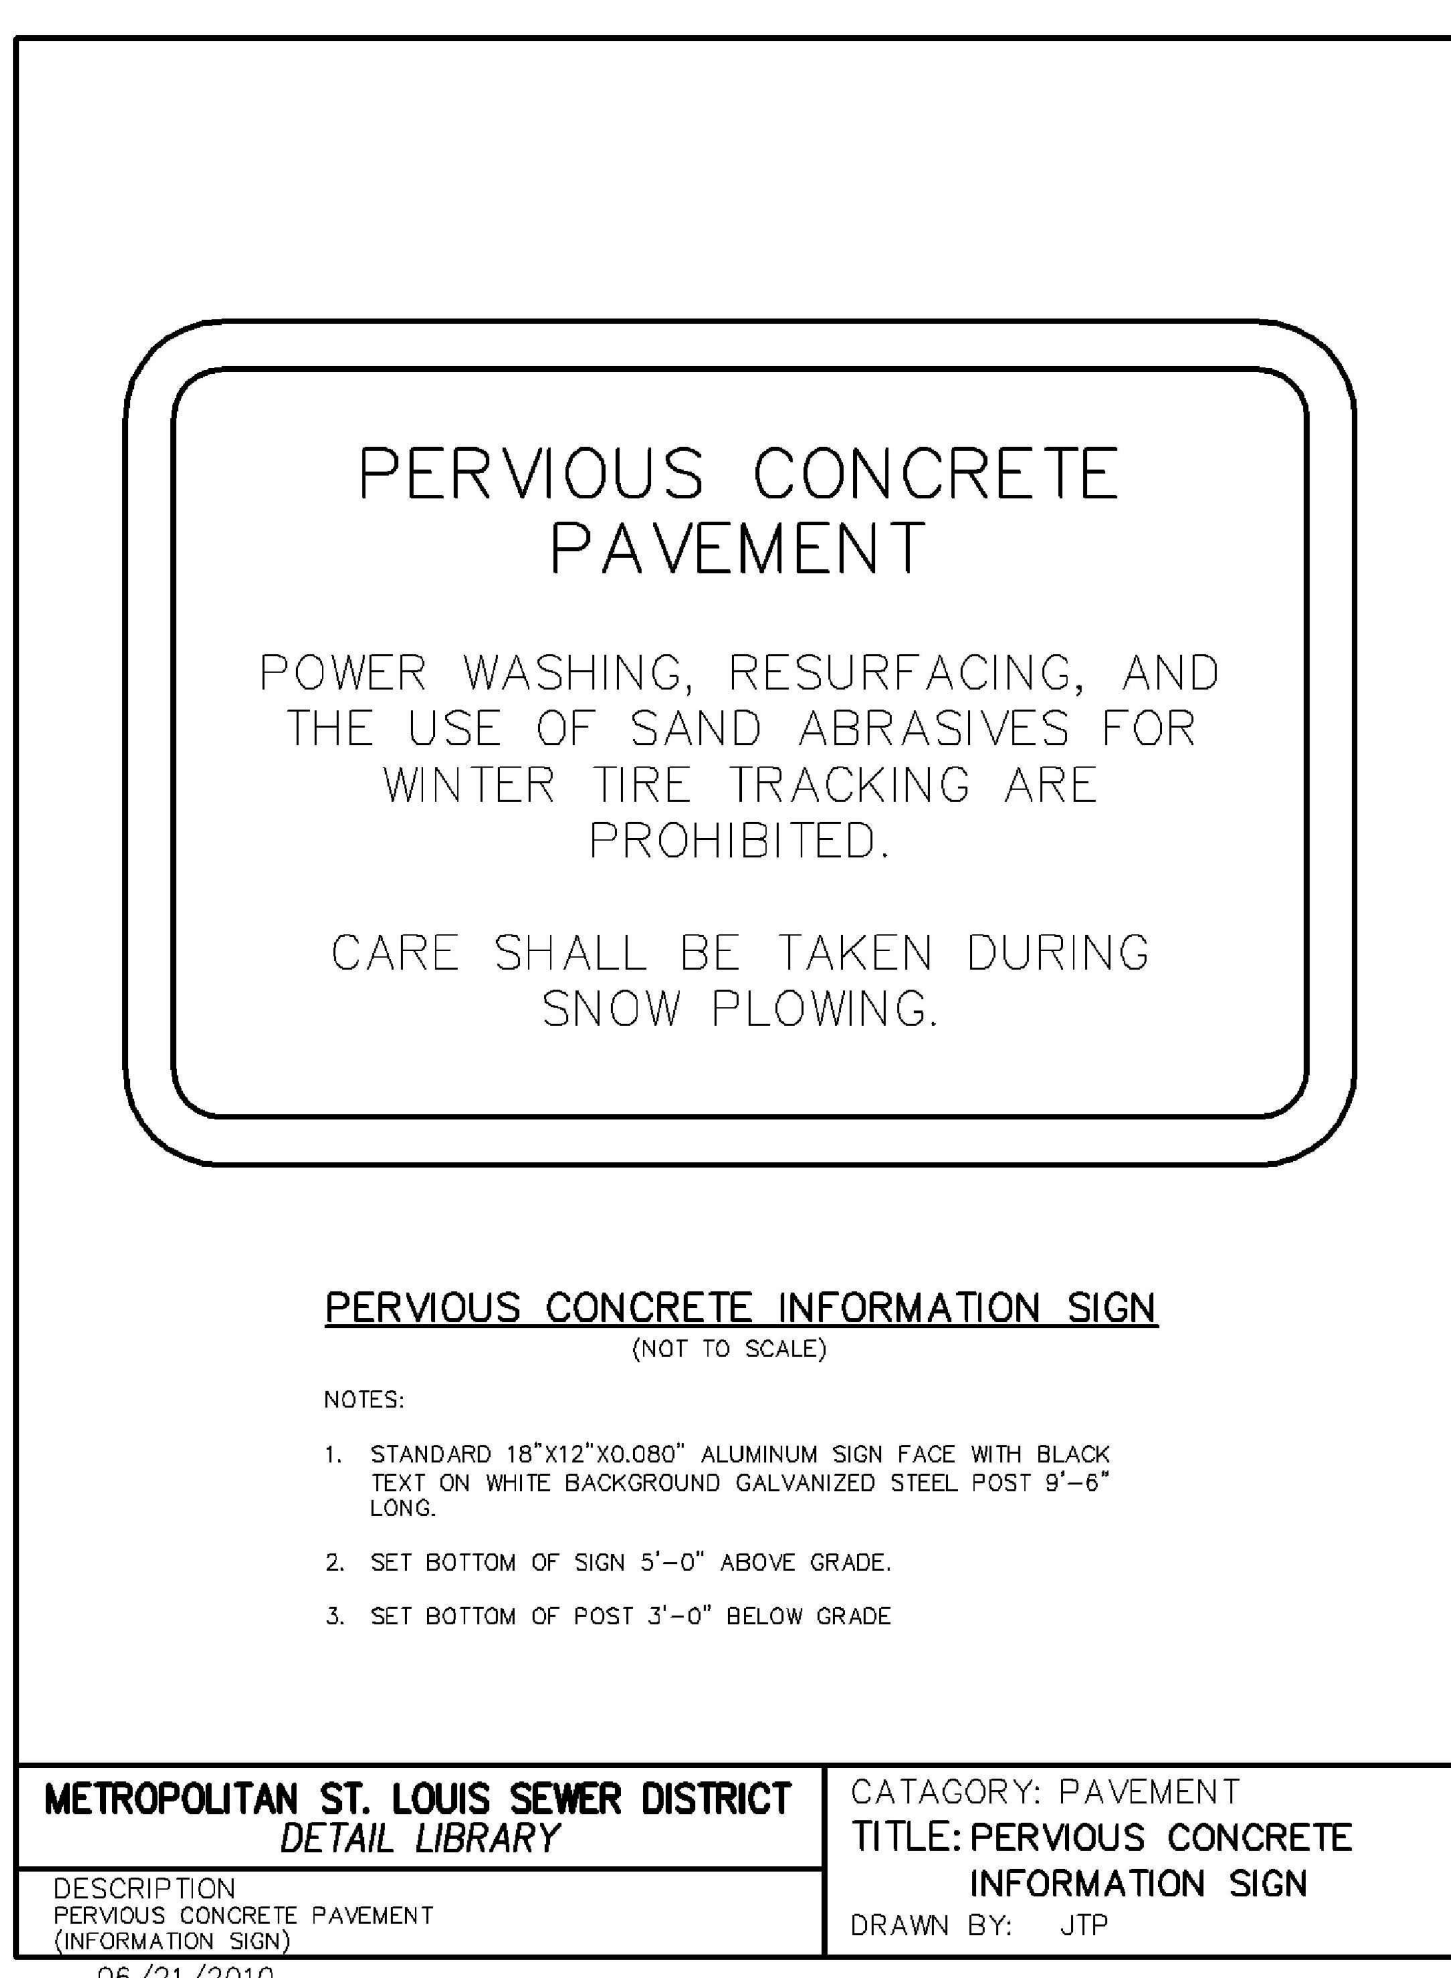 PERVIOUS CONCRETE
PAVEMENT
POWER WASHING, RESURFACING, AND
THE USE OF SAND ABRASIVES FOR
WINTER TIRE TRACKING ARE
PROHIBITED.
CARE SHALL BE TAKEN DURING
SNOW PLOWING.
PERVIOUS CONCRETE INFORMATION SIGN
(NOT TO SCALE)
NOTES:
1. STANDARD 18"X12"X0.080" ALUMINUM SIGN FACE WITH BLACK
TEXT ON WHITE BACKGROUND GALVANIZED STEEL POST 9'-6"
LONG.
2. SET BOTTOM OF SIGN 5'-0" ABOVE GRADE.
3. SET BOTTOM OF POST 3'-0" BELOW GRADE
METROPOLITAN ST. LOUIS SEWER DISTRICT
DETAIL LIBRARY
DESCRIPTION
PERVIOUS CONCRETE PAVEMENT
(INFORMATION SIGN)
CATAGORY: PAVEMENT
TITLE: PERVIOUS CONCRETE
INFORMATION SIGN
DRAWN BY: JTP
06/21/2010